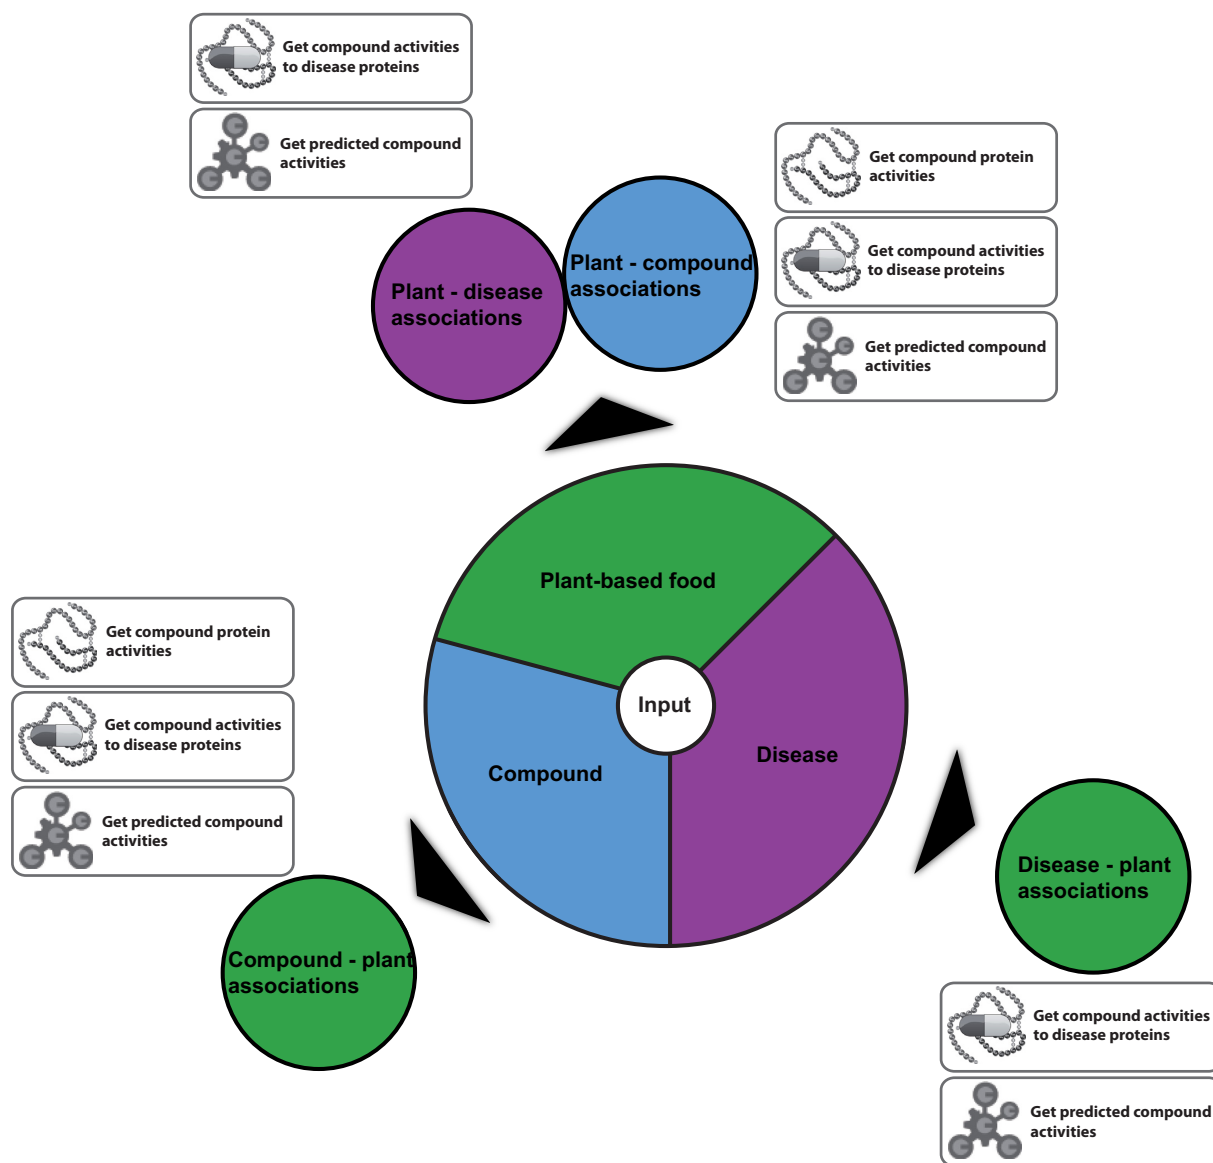 Get compound activities
to disease proteins
Get predicted compound
activities
Get compound protein
activities
Get compound activities
to disease proteins
Get predicted compound
activities
Plant - disease
associations
Plant - compound
associations
Plant-based food
Input
Compound
Disease
Get compound protein
activities
Get compound activities
to disease proteins
Get predicted compound
activities
Compound - plant
associations
Disease - plant
associations
Get compound activities
to disease proteins
Get predicted compound
activities